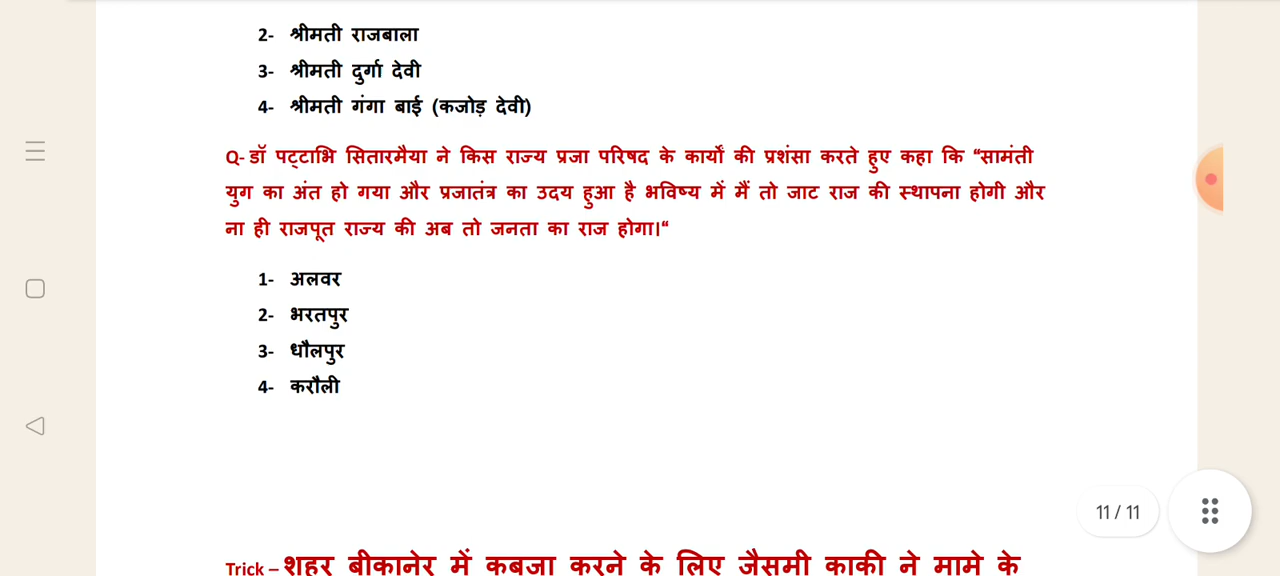 2- श्रीमती राजबाला
3- श्रीमती दुर्गा देवी
4- श्रीमती गंगा बाई (कजोड़ देवी)
Q- डॉ पट्टाभि सितारमैया ने किस राज्य प्रजा परिषद के कार्यों की प्रशंसा करते हुए कहा कि “सामंती
युग का अंत हो गया और प्रजातंत्र का उदय हुआ है भविष्य में मैं तो जाट राज की स्थापना होगी और
ना ही राजपूत राज्य की अब तो जनता का राज होगा।“
1- अलवर
2- भरतपुर
3- धौलपुर
4- करौली
11 / 11
Trick – शहर बीकानेर में कबजा करने के लिए जैसमी काकी ने मामे के